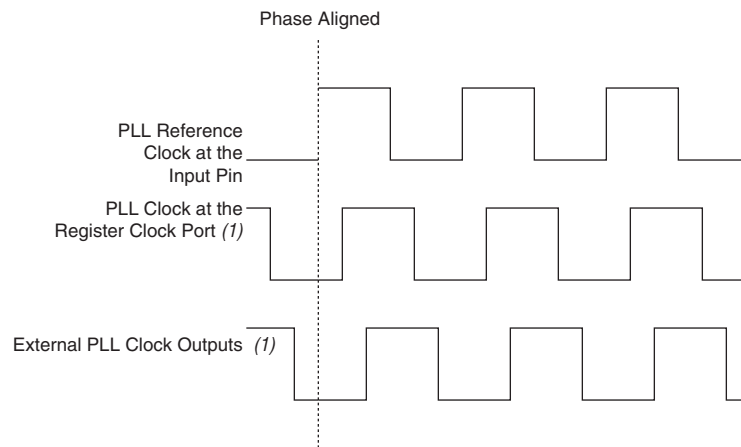 Phase Aligned
PLL Reference
Clock at the
Input Pin
PLL Clock at the
Register Clock Port (1)
External PLL Clock Outputs (1)